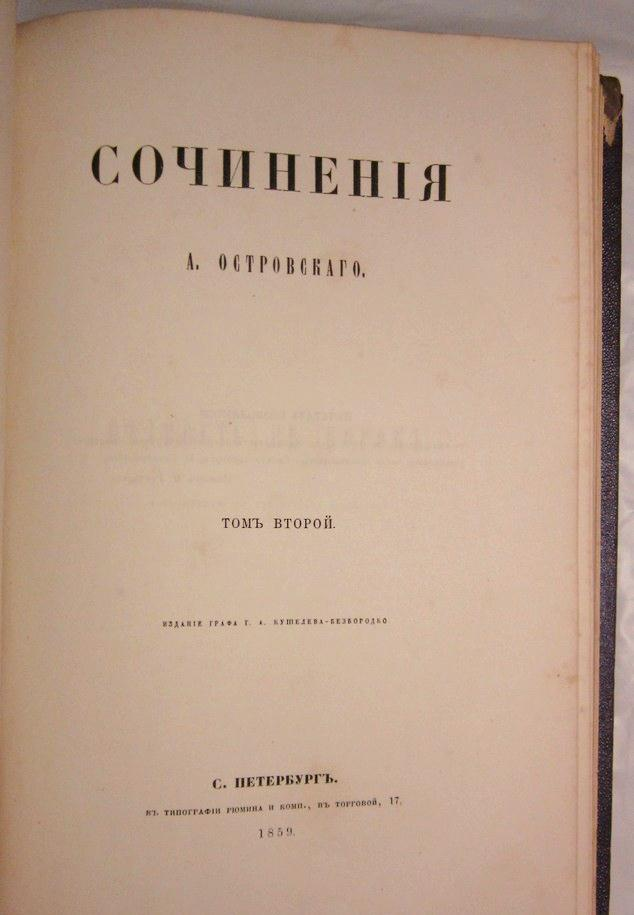 СОЧИНЕНІЯ
А. ОСТРОВСКАГО.
ТОМЪ ВТОРОЙ.
ИЗДАНІЕ ГРАФА Г. А. КУШЕЛЕВА-БЕЗБОРОДКО
С. ПЕТЕРБУРГЪ.
ВЪ ТИПОГРАФІИ РЮМИНА И КОМП., ВЪ ТОРГОВОЙ, 17.
1859.